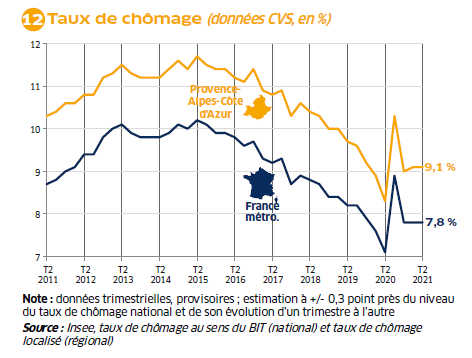 12 Taux de chômage (données CVS, en %)
12
11
10
9
8
7
Provence-
Alpes-Côte
d'Azur
France
métro.
9,1 %
7,8 %
T2 T2 T2 T2 T2 T2 T2 T2 T2 T2 T2
2011 2012 2013 2014 2015 2016 2017 2018 2019 2020 2021
Note : données trimestrielles, provisoires ; estimation à +/- 0,3 point près du niveau
du taux de chômage national et de son évolution d'un trimestre à l'autre
Source : Insee, taux de chômage au sens du BIT (national) et taux de chômage
localisé (régional)